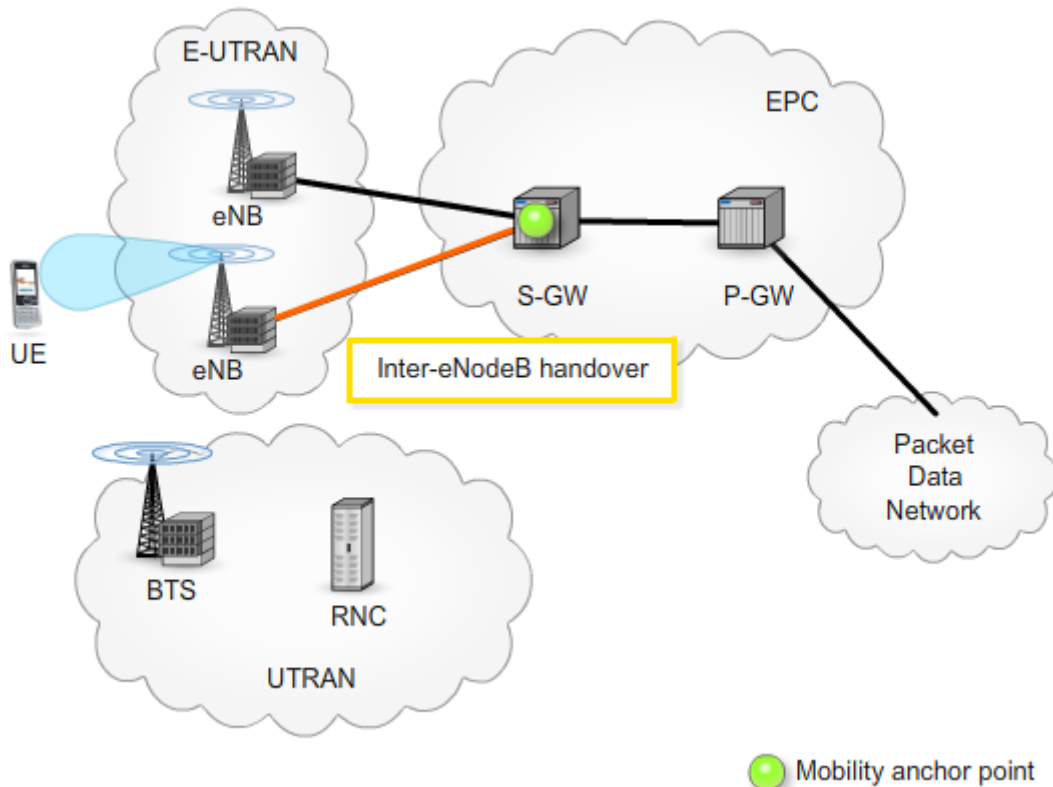 E-UTRAN
EPC
eNB
S-GW
P-GW
UE
eNB
Inter-eNodeB handover
Packet
Data
Network
BTS
RNC
UTRAN
Mobility anchor point